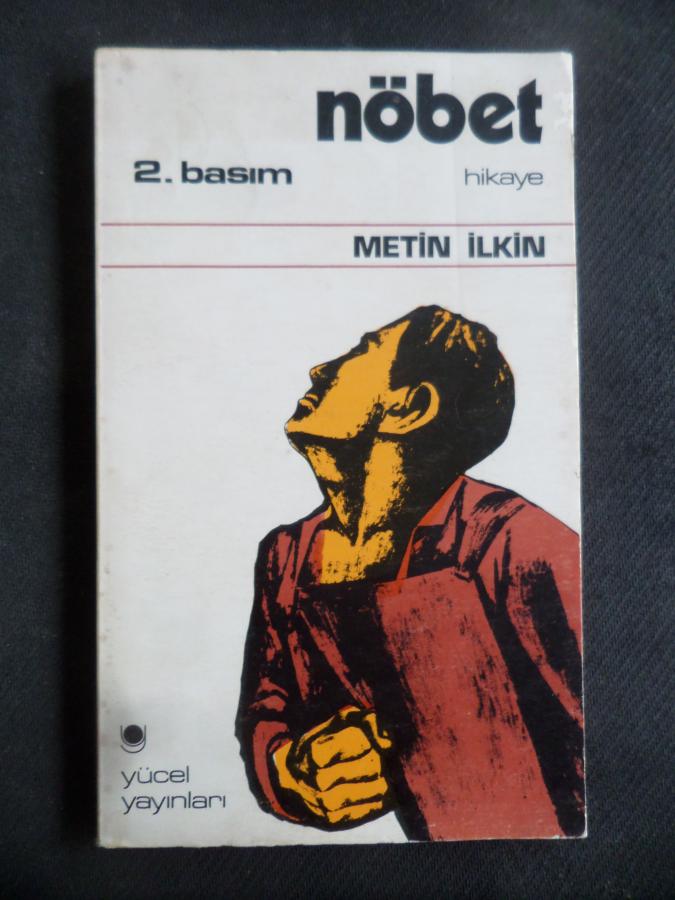 nöbet
2. basım
hikaye
METİN İLKİN
yücel
yayınları